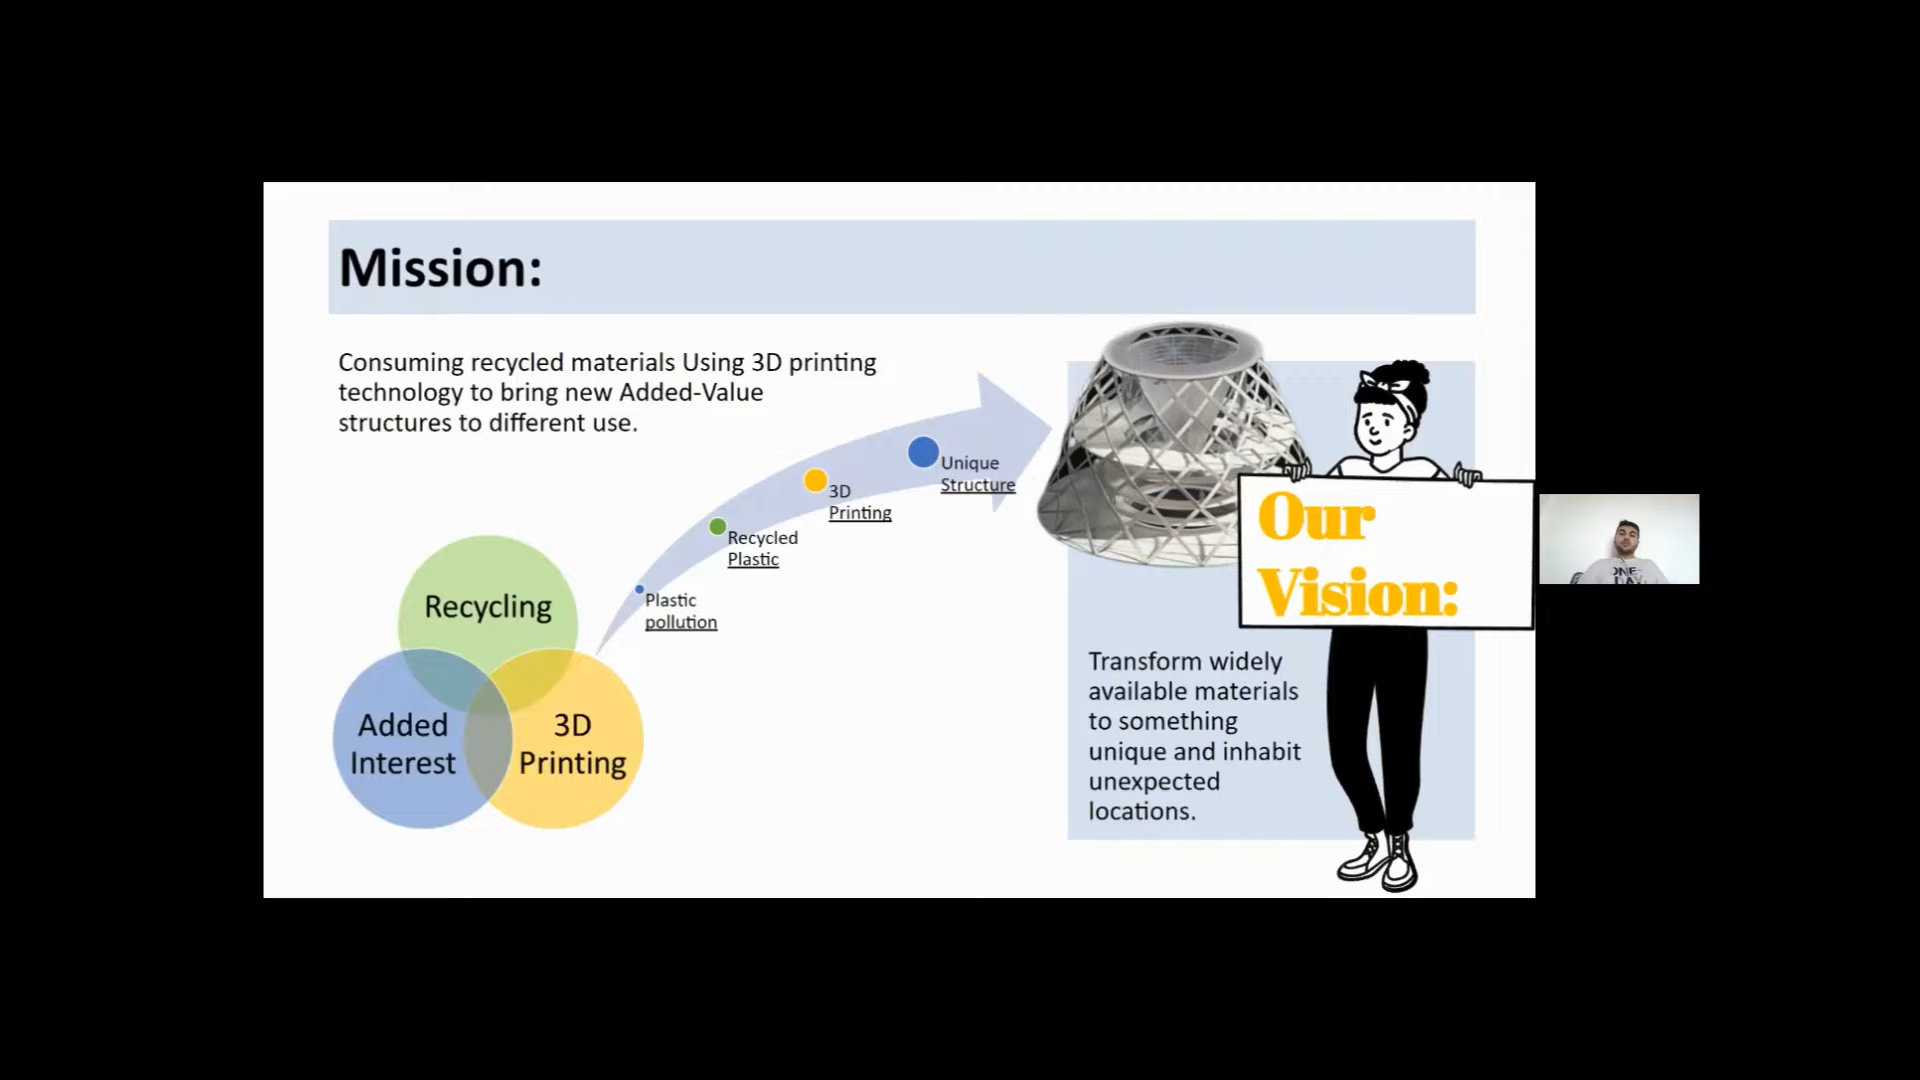 Mission:
Consuming recycled materials Using 3D printing
technology to bring new Added-Value
structures to different use.
Unique
Structure
3D
Printing
Recycled
Plastic
Plastic
pollution
Recycling
Added
Interest
3D
Printing
Our
Vision:
Transform widely
available materials
to something
unique and inhabit
unexpected
locations.
ONE-
DAY